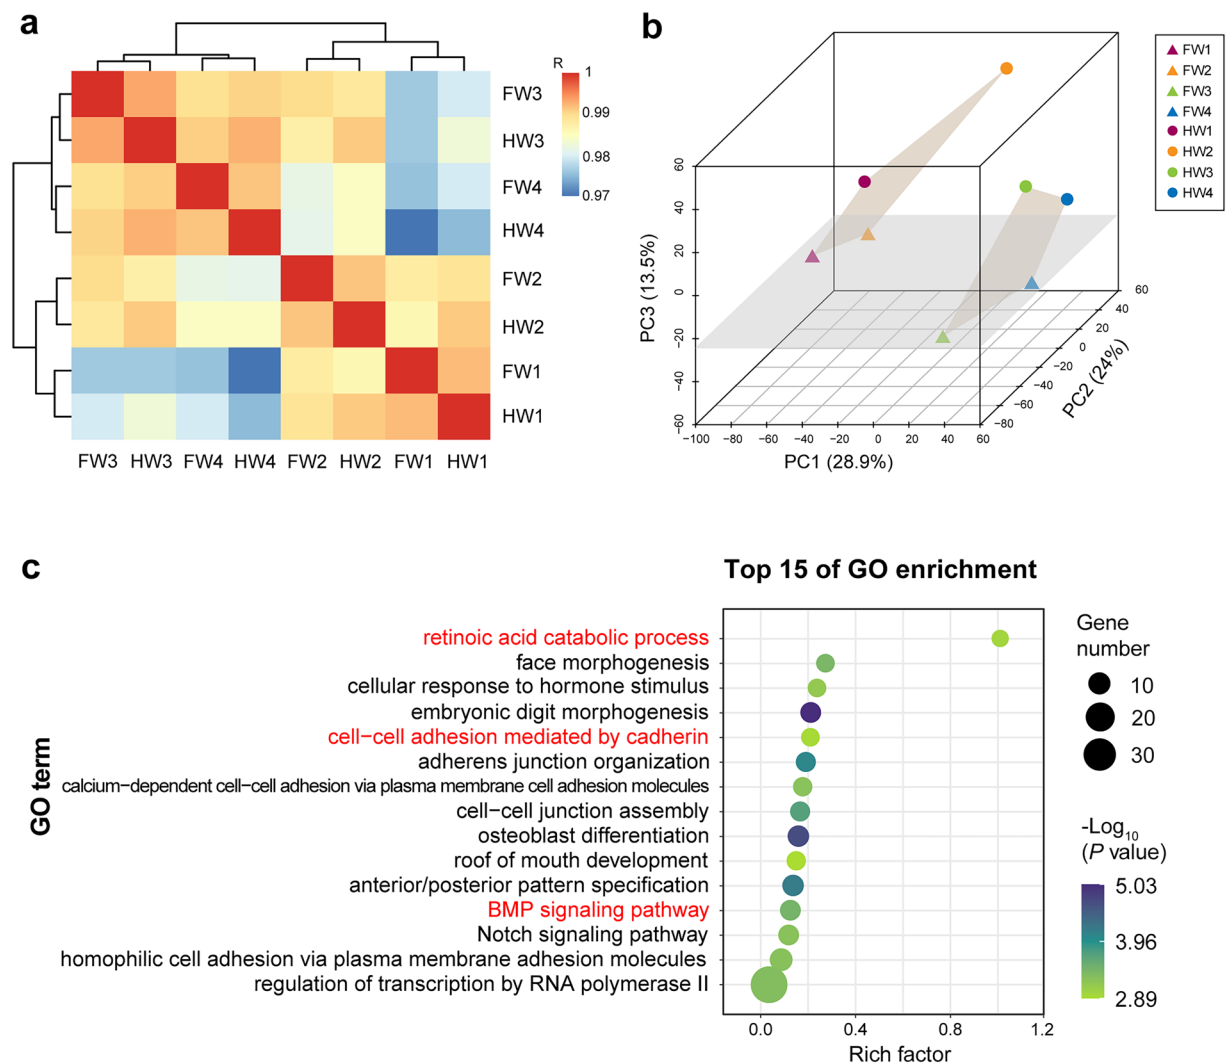 a
R
1
0.99
0.98
0.97
FW3
HW3
FW4
HW4
FW2
HW2
FW1
HW1
FW3 HW3 FW4 HW4 FW2 HW2 FW1 HW1
b
PC3 (13.5%)
60
40
20
0
−20
−40
−60
−100 −80 −60 −40 −20 0 20 40 60
PC1 (28.9%)
60
40
20
0
−20
−40
−60
−80
PC2 (24%)
FW1
FW2
FW3
FW4
HW1
HW2
HW3
HW4
c
Top 15 of GO enrichment
GO term
retinoic acid catabolic process
face morphogenesis
cellular response to hormone stimulus
embryonic digit morphogenesis
cell−cell adhesion mediated by cadherin
adherens junction organization
calcium−dependent cell−cell adhesion via plasma membrane cell adhesion molecules
cell−cell junction assembly
osteoblast differentiation
roof of mouth development
anterior/posterior pattern specification
BMP signaling pathway
Notch signaling pathway
homophilic cell adhesion via plasma membrane adhesion molecules
regulation of transcription by RNA polymerase II
0.0 0.4 0.8 1.2
Rich factor
Gene
number
10
20
30
-Log₁₀
(P value)
5.03
3.96
2.89